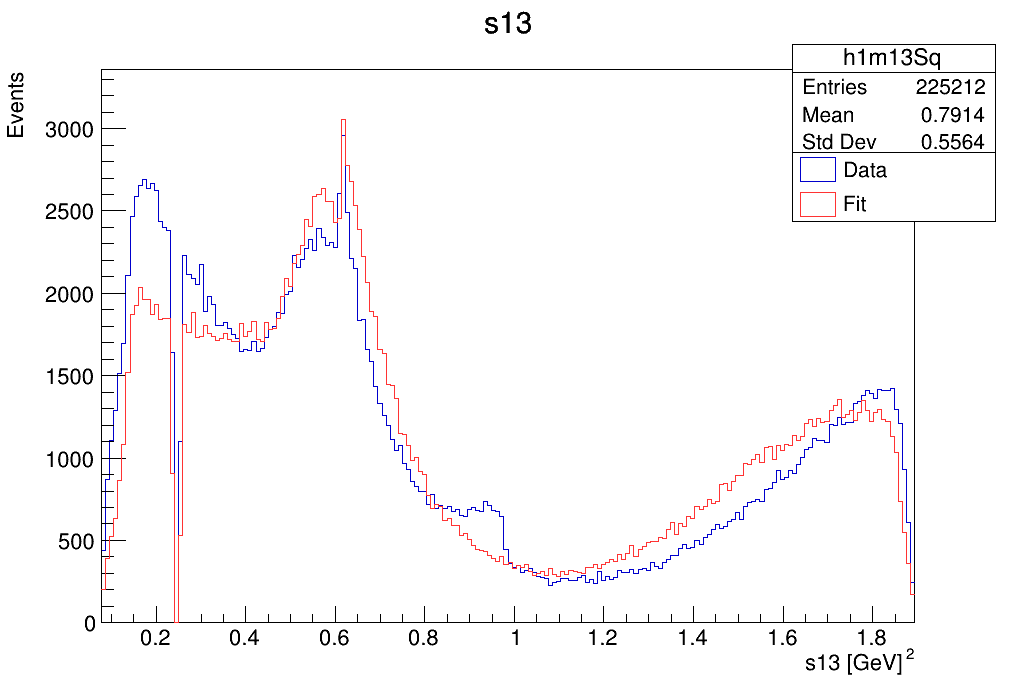 s13
h1m13Sq
Entries 225212
Mean 0.7914
Std Dev 0.5564
Data
Fit
Events
3000
2500
2000
1500
1000
500
0
0.2 0.4 0.6 0.8 1 1.2 1.4 1.6 1.8
s13 [GeV]²